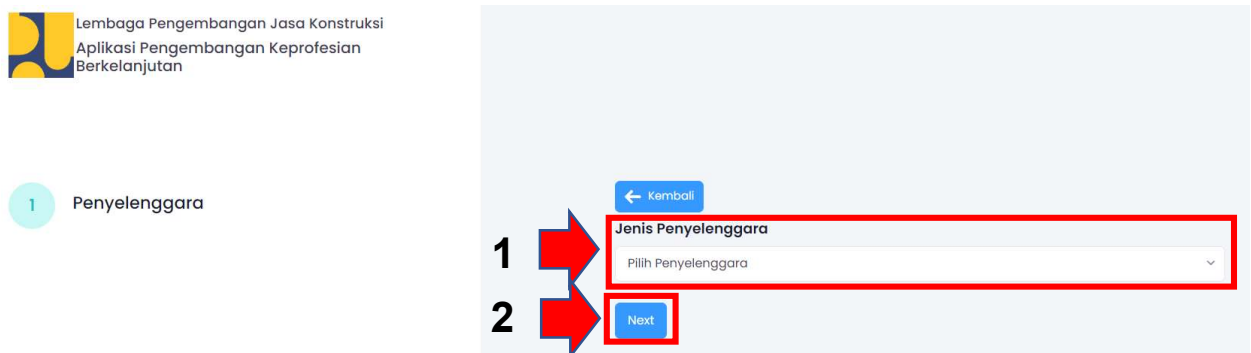 Lembaga Pengembangan Jasa Konstruksi
Aplikasi Pengembangan Keprofesian
Berkelanjutan
1 Penyelenggara
Kembali
Jenis Penyelenggara
1
Pilih Penyelenggara
2
Next